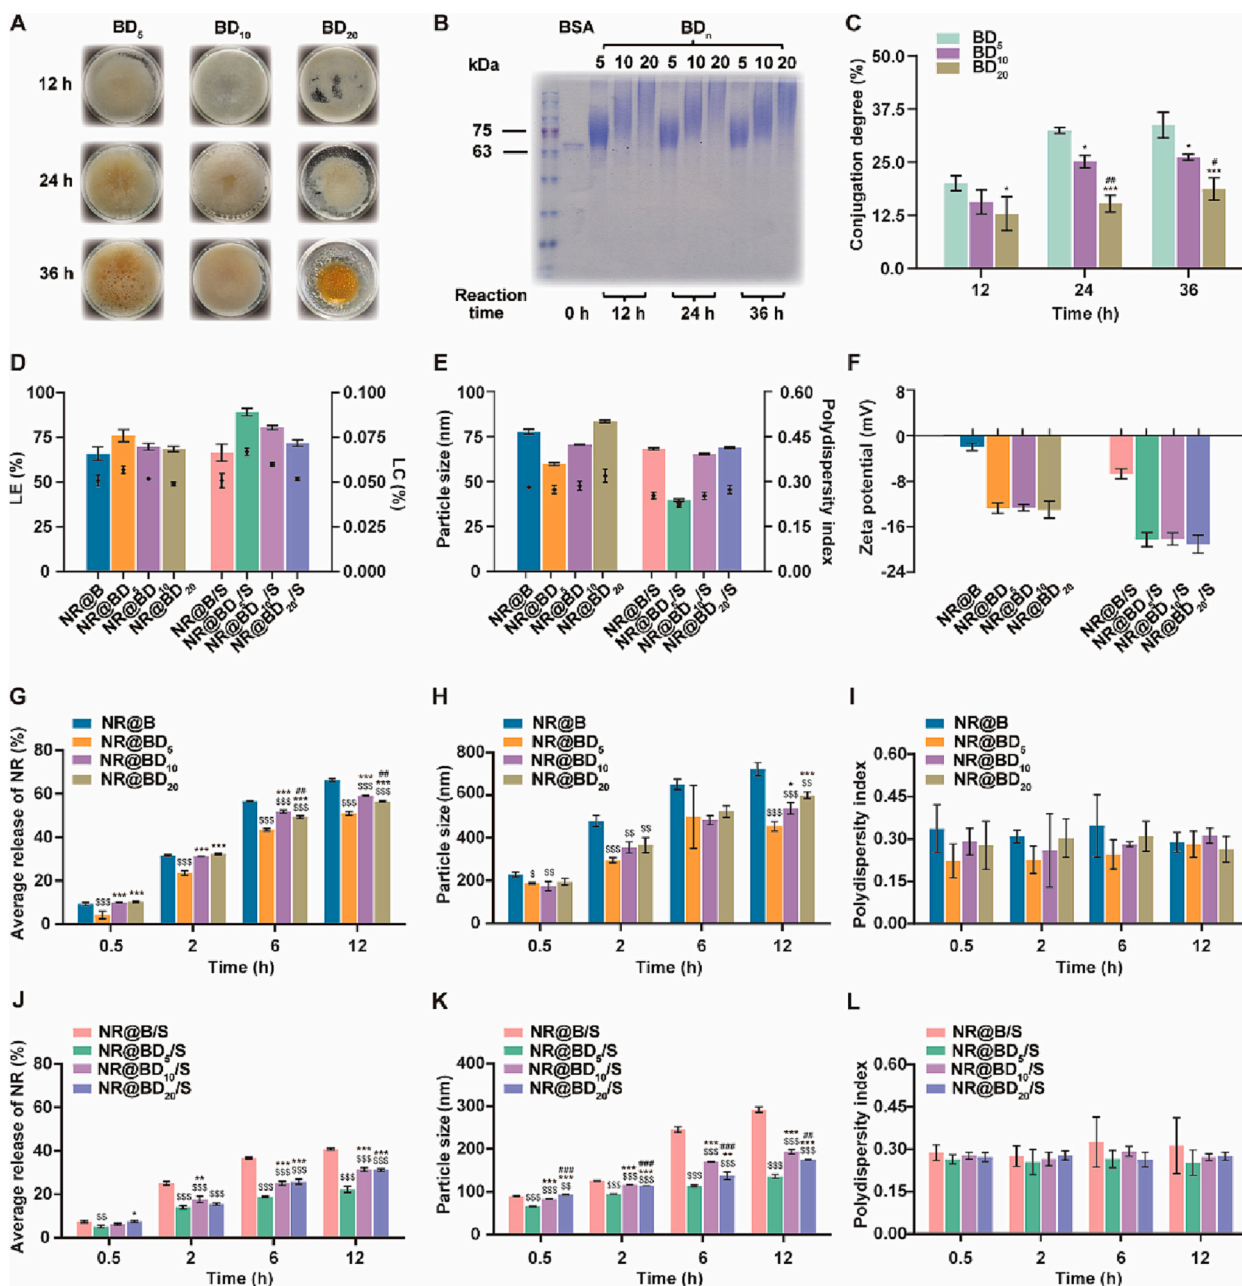 A BD5 BD10 BD20
12 h
24 h
36 h
B BSA BDn
kDa 5 10 20 5 10 20 5 10 20
75
63
Reaction time 0 h 12 h 24 h 36 h
C
BD5
BD10
BD20
Conjugation degree (%)
50.0
37.5
25.0
12.5
0.0
* * ## *** * # ***
12 24 36
Time (h)
D
LE (%)
100
75
50
25
0
LC (%)
0.100
0.075
0.050
0.025
0.000
NR@B NR@BD5 NR@BD10 NR@BD20 NR@B/S NR@BD5/S NR@BD10/S NR@BD20/S
E
Particle size (nm)
100
75
50
25
0
Polydispersity index
0.60
0.45
0.30
0.15
0.00
NR@B NR@BD5 NR@BD10 NR@BD20 NR@B/S NR@BD5/S NR@BD10/S NR@BD20/S
F
Zeta potential (mV)
8
0
-8
-16
-24
NR@B NR@BD5 NR@BD10 NR@BD20 NR@B/S NR@BD5/S NR@BD10/S NR@BD20/S
G
NR@B
NR@BD5
NR@BD10
NR@BD20
Average release of NR (%)
80
60
40
20
0
$$$ *** *** $$$ *** *** $$$ *** $$$ ## *** $$$ $$$ *** $$$ ## *** $$$
0.5 2 6 12
Time (h)
H
NR@B
NR@BD5
NR@BD10
NR@BD20
Particle size (nm)
800
600
400
200
0
$ $$ $$$ $$ $$ $$$ * $$$ *** $$
0.5 2 6 12
Time (h)
I
NR@B
NR@BD5
NR@BD10
NR@BD20
Polydispersity index
0.60
0.45
0.30
0.15
0.00
0.5 2 6 12
Time (h)
J
NR@B/S
NR@BD5/S
NR@BD10/S
NR@BD20/S
Average release of NR (%)
80
60
40
20
0
$$ * $$$ ** $$$ $$$ $$$ *** $$$ *** $$$ $$$ *** $$$ *** $$$
0.5 2 6 12
Time (h)
K
NR@B/S
NR@BD5/S
NR@BD10/S
NR@BD20/S
Particle size (nm)
400
300
200
100
0
$$$ *** $$$ ### *** $$ $$$ *** $$$ ### *** $$$ $$$ *** $$$ ### ** $$$ $$$ *** $$$ ## *** $$$
0.5 2 6 12
Time (h)
L
NR@B/S
NR@BD5/S
NR@BD10/S
NR@BD20/S
Polydispersity index
0.60
0.45
0.30
0.15
0.00
0.5 2 6 12
Time (h)